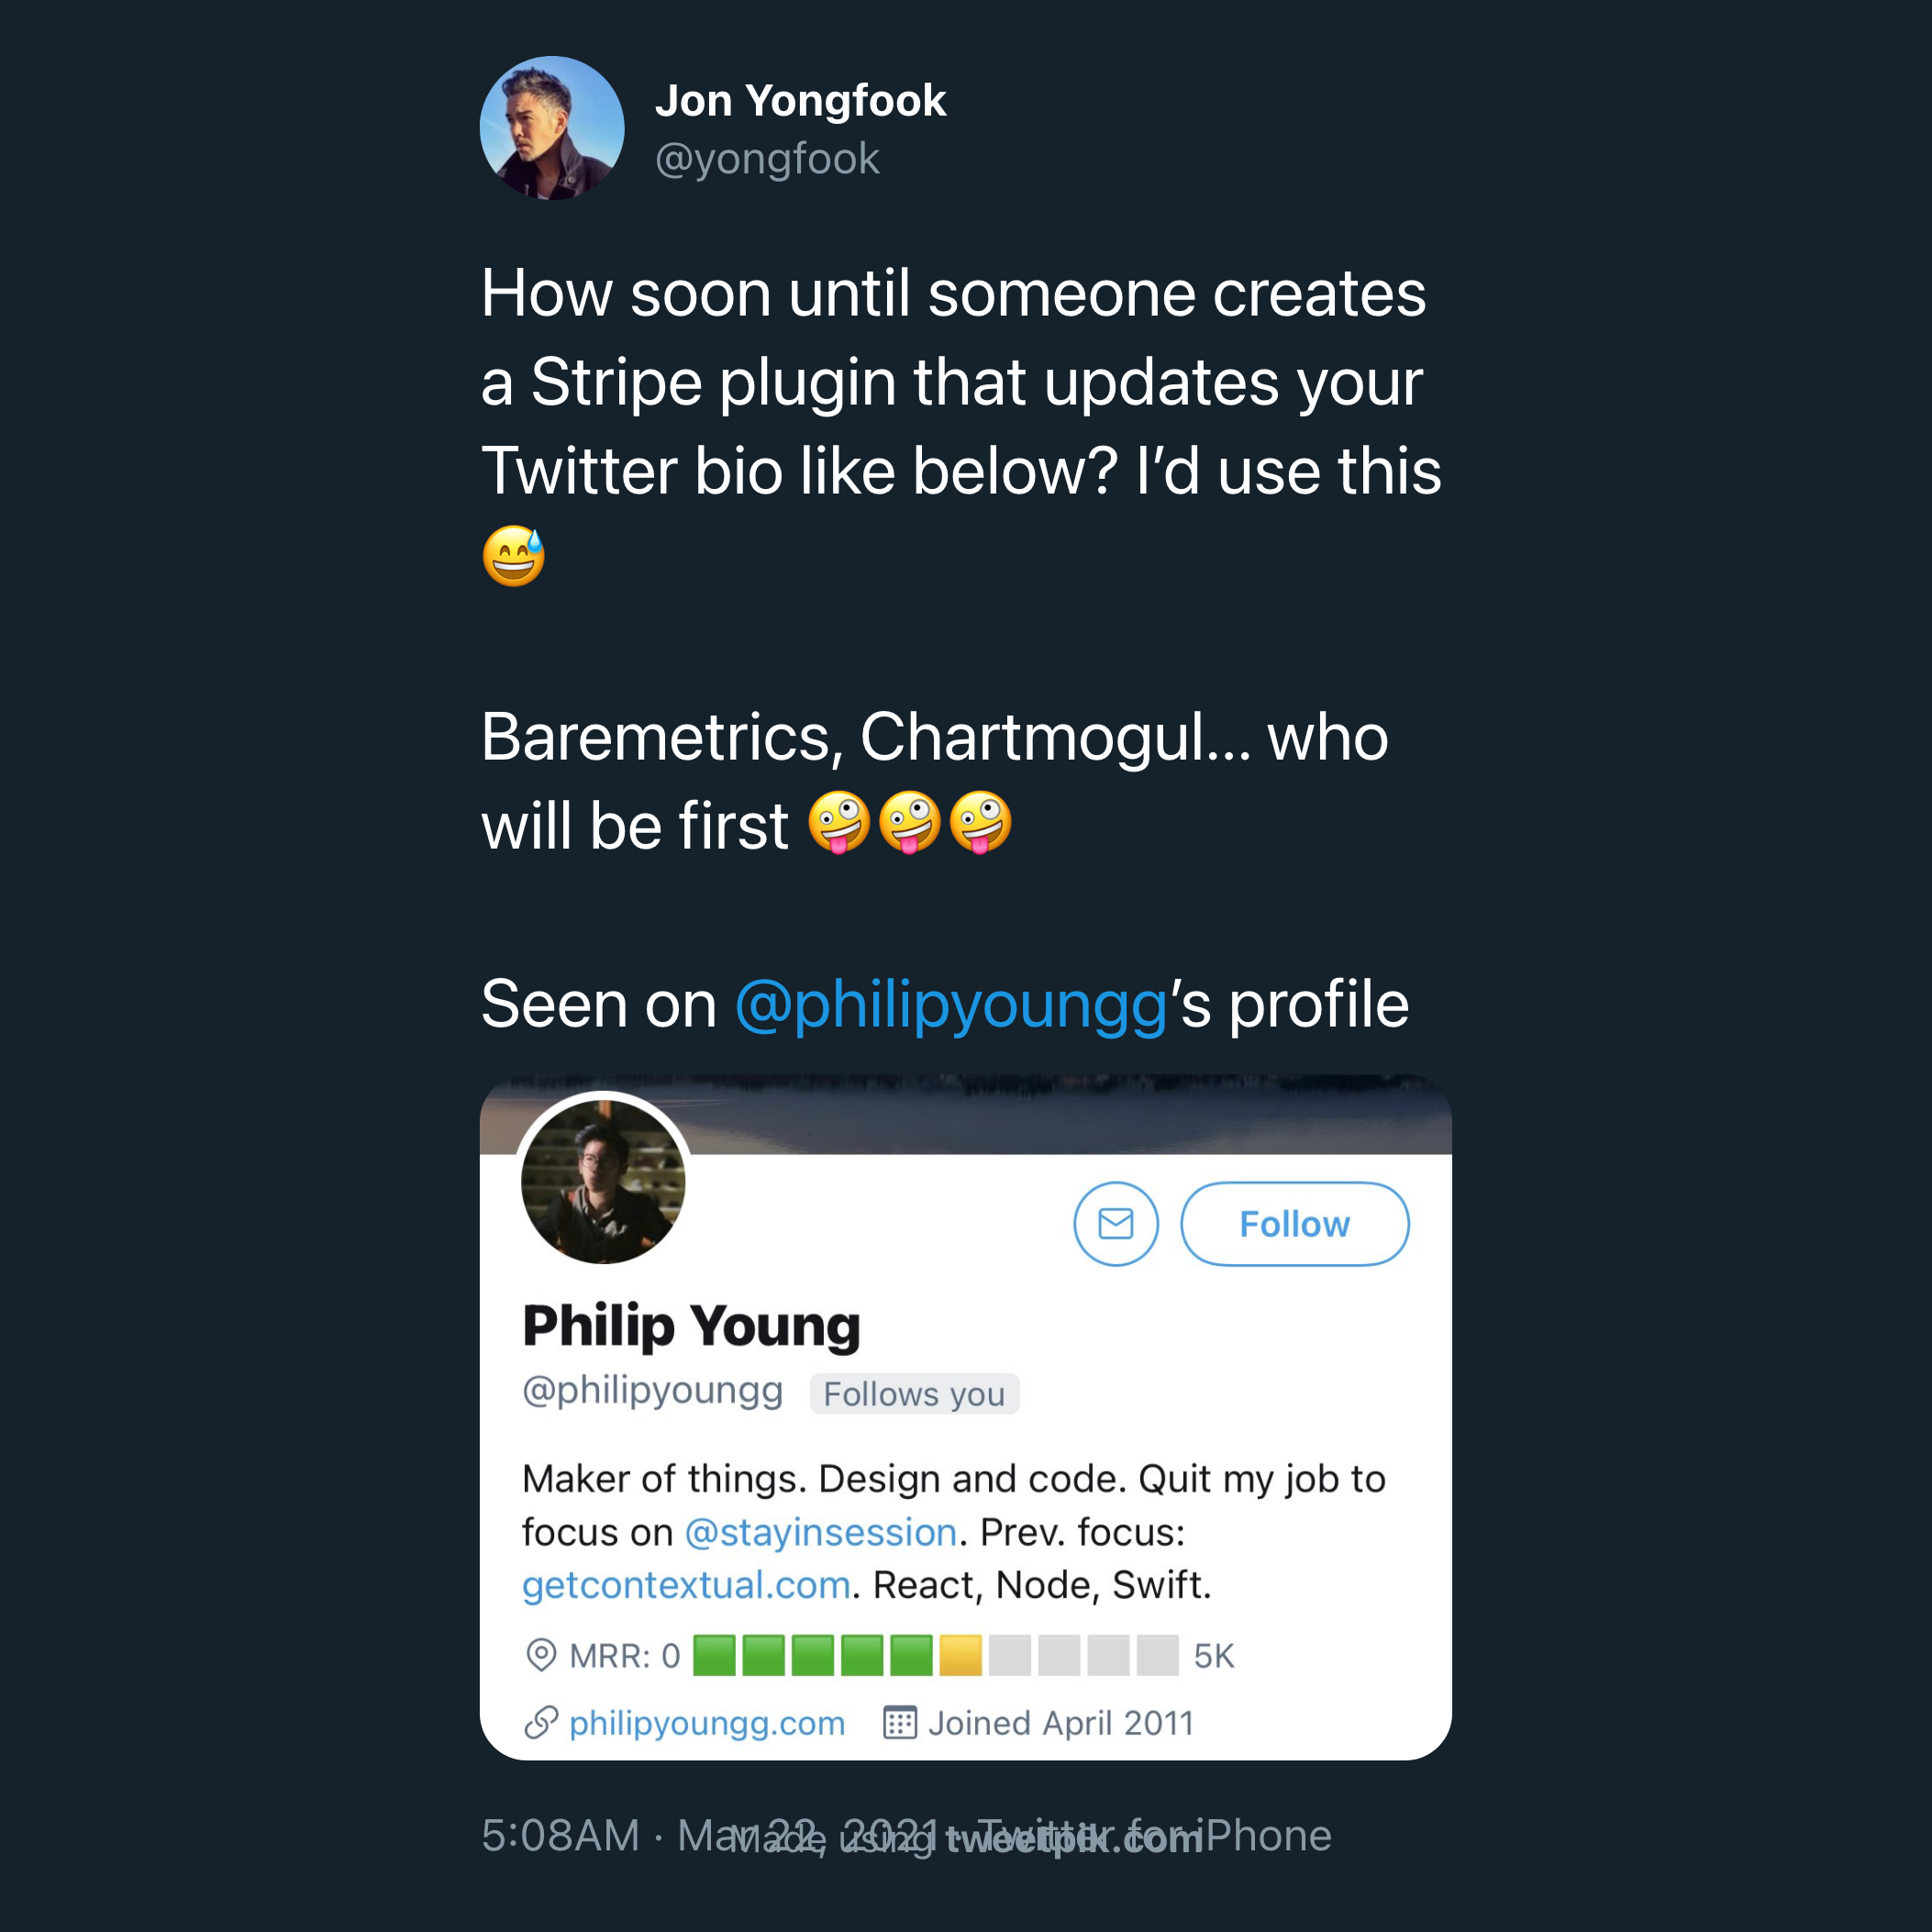 Jon Yongfook
@yongfook
How soon until someone creates
a Stripe plugin that updates your
Twitter bio like below? I’d use this
😅
Baremetrics, Chartmogul... who
will be first 🤪🤪🤪
Seen on @philipyoungg’s profile
Follow
Philip Young
@philipyoungg Follows you
Maker of things. Design and code. Quit my job to
focus on @stayinsession. Prev. focus:
getcontextual.com. React, Node, Swift.
MRR: 0 🟩🟩🟩🟩🟩🟨⬜⬜⬜⬜ 5K
philipyoungg.com Joined April 2011
5:08AM · Mar 22, 2021 · Twitter for iPhone
Made using tweetpik.com